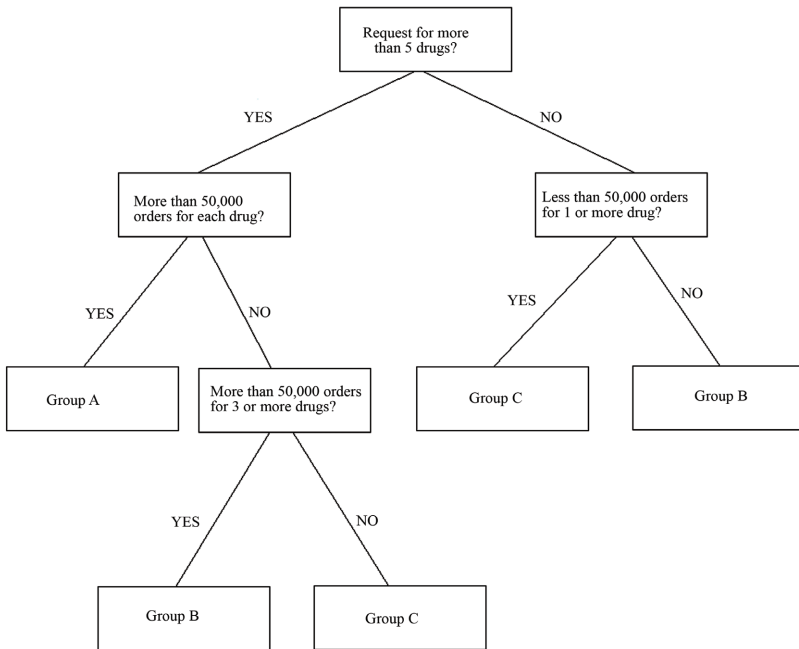 Request for more
than 5 drugs?
YES
NO
More than 50,000
orders for each drug?
Less than 50,000 orders
for 1 or more drug?
YES
NO
YES
NO
Group A
More than 50,000 orders
for 3 or more drugs?
Group C
Group B
YES
NO
Group B
Group C